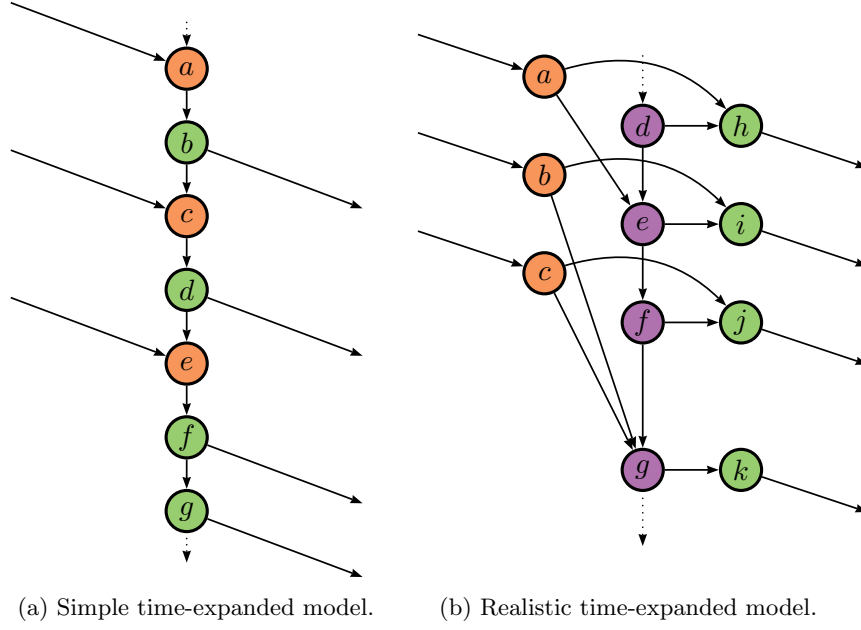 a
b
c
d
e
f
g
a
b
c
d
e
f
g
h
i
j
k
(a) Simple time-expanded model.
(b) Realistic time-expanded model.